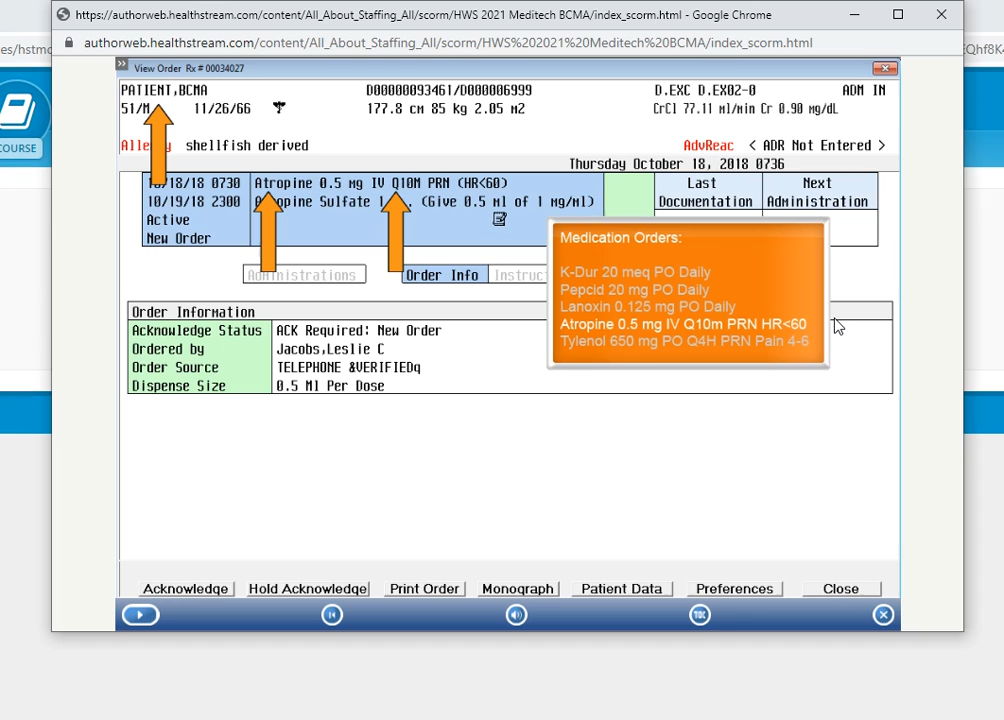 https://authorweb.healthstream.com/content/All_About_Staffing_All/scorm/HWS 2021 Meditech BCMA/index_scorm.html - Google Chrome
authorweb.healthstream.com/content/All_About_Staffing_All/scorm/HWS%202021%20Meditech%20BCMA/index_scorm.html
es/hstmo
Qhf8K4
COURSE
View Order Rx # 00034027
PATIENT,BCMA D00000093461/D000006999 D.EXC D.EX02-0 ADM IN
51/M 11/26/66 177.8 cm 85 kg 2.05 m2 CrCl 77.11 ml/min Cr 0.90 mg/dL
shellfish derived AdvReac < ADR Not Entered >
Thursday October 18, 2018 0736
10/18/18 0730 Atropine 0.5 mg IV Q10M PRN (HR<60) Last Next
10/19/18 2300 Sulfate (Give 0.5 ml of 1 mg/ml) Documentation Administration
Active
New Order
Administrations Order Info Instruct
Medication Orders:
K-Dur 20 meq PO Daily
Pepcid 20 mg PO Daily
Lanoxin 0.125 mg PO Daily
Atropine 0.5 mg IV Q10m PRN HR<60
Tylenol 650 mg PO Q4H PRN Pain 4-6
Order Information
Acknowledge Status ACK Required: New Order
Ordered by Jacobs,Leslie C
Order Source TELEPHONE &VERIFIEDq
Dispense Size 0.5 Ml Per Dose
Acknowledge Hold Acknowledge Print Order Monograph Patient Data Preferences Close
TOC